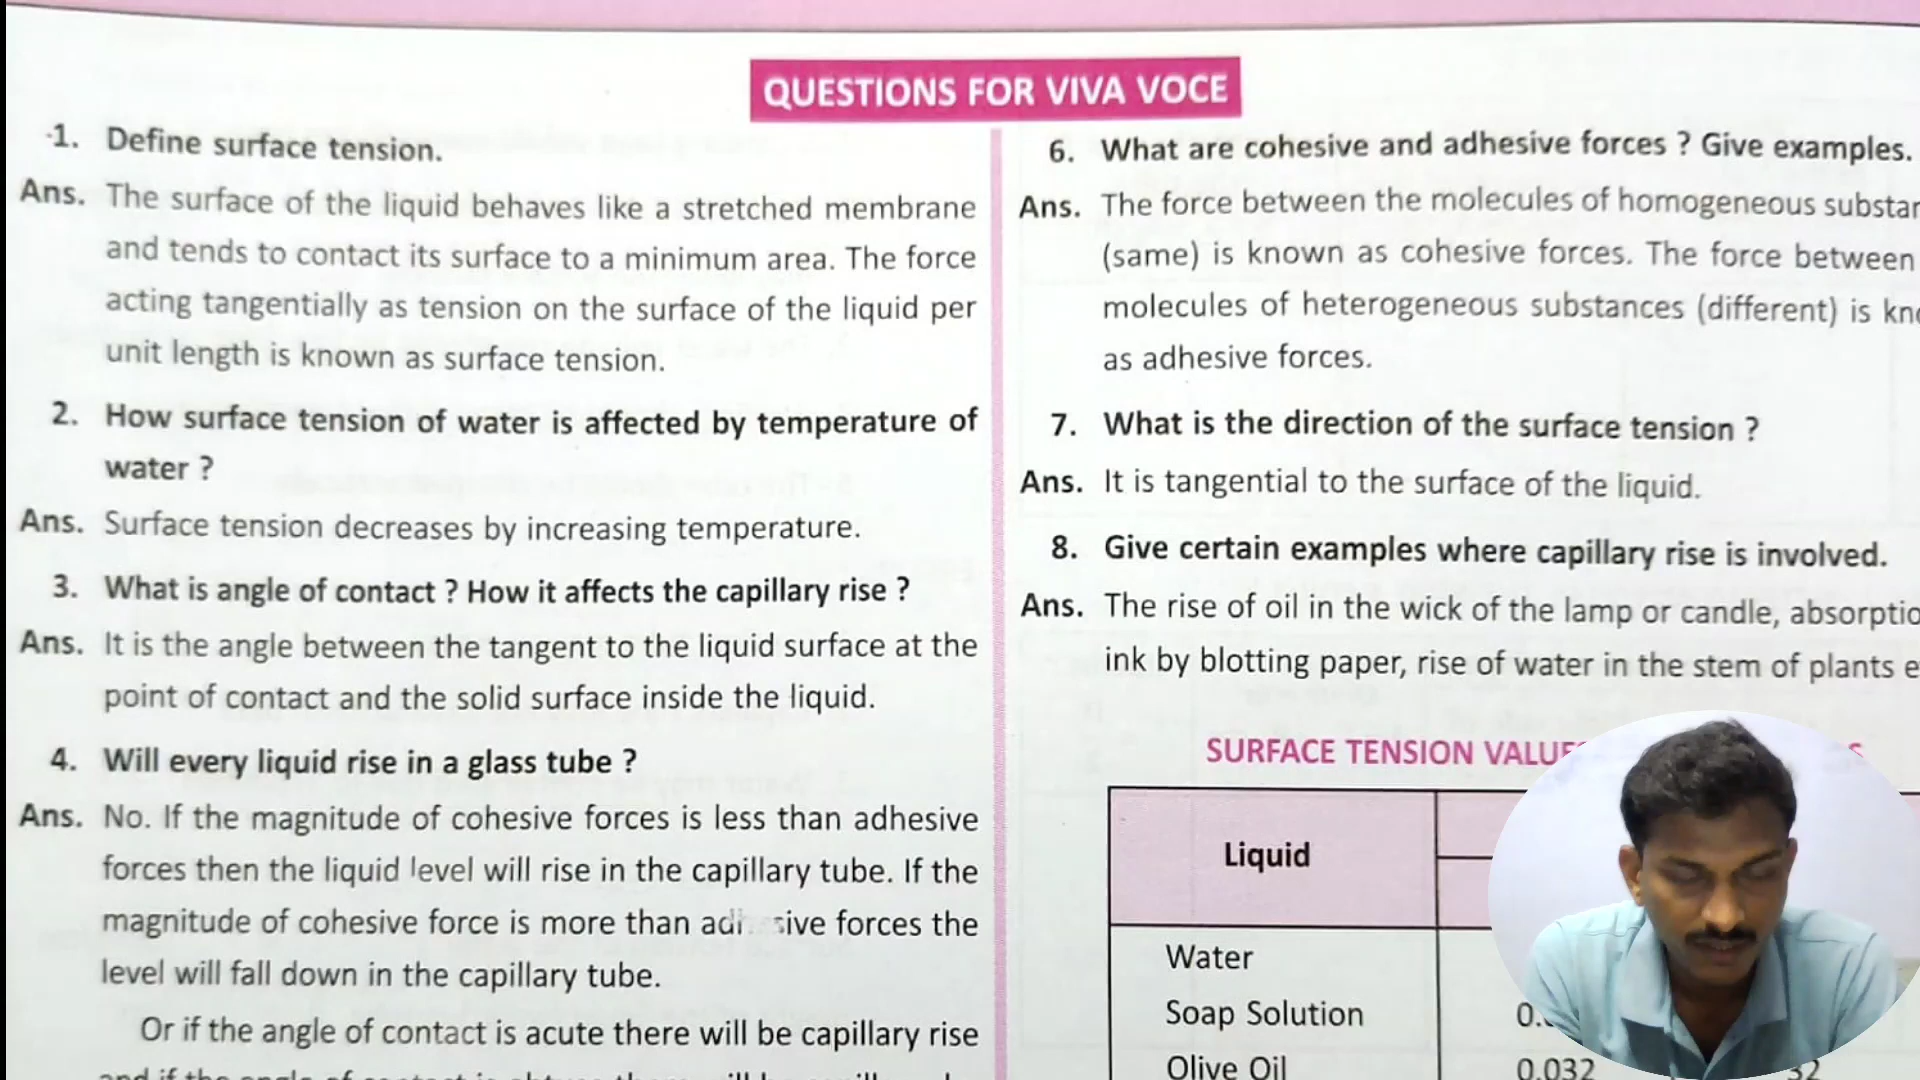 QUESTIONS FOR VIVA VOCE
1. Define surface tension.
Ans. The surface of the liquid behaves like a stretched membrane
and tends to contact its surface to a minimum area. The force
acting tangentially as tension on the surface of the liquid per
unit length is known as surface tension.
2. How surface tension of water is affected by temperature of
water ?
Ans. Surface tension decreases by increasing temperature.
3. What is angle of contact ? How it affects the capillary rise ?
Ans. It is the angle between the tangent to the liquid surface at the
point of contact and the solid surface inside the liquid.
4. Will every liquid rise in a glass tube ?
Ans. No. If the magnitude of cohesive forces is less than adhesive
forces then the liquid level will rise in the capillary tube. If the
magnitude of cohesive force is more than adhesive forces the
level will fall down in the capillary tube.
Or if the angle of contact is acute there will be capillary rise
6. What are cohesive and adhesive forces ? Give examples.
Ans. The force between the molecules of homogeneous
(same) is known as cohesive forces. The force between
molecules of heterogeneous substances (different) is
as adhesive forces.
7. What is the direction of the surface tension ?
Ans. It is tangential to the surface of the liquid.
8. Give certain examples where capillary rise is involved.
Ans. The rise of oil in the wick of the lamp or candle,
ink by blotting paper, rise of water in the stem of plants
SURFACE TENSION
Liquid
Water
Soap Solution
Olive Oil 0.032